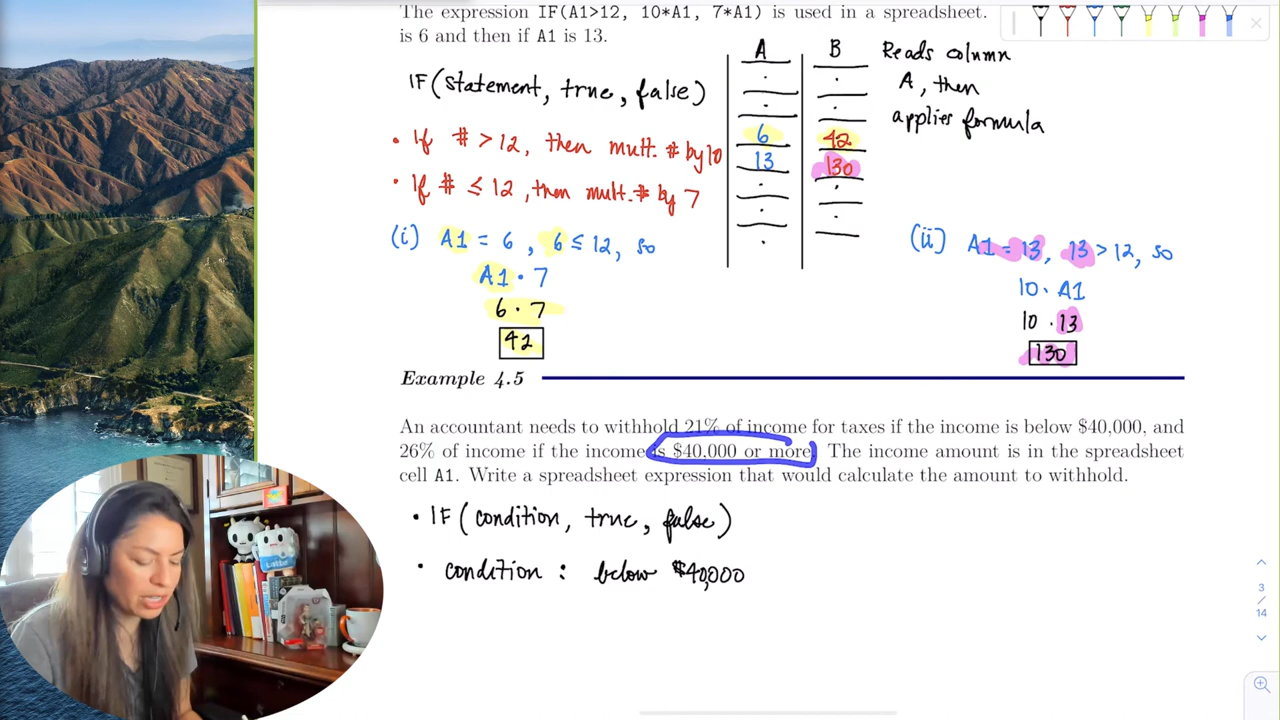 The expression IF(A1>12, 10*A1, 7*A1) is used in a spreadsheet.
is 6 and then if A1 is 13.
IF(statement, true, false)
• If # > 12, then mult. # by 10
• If # ≤ 12, then mult. # by 7
A B
6 42
13 130
Reads column
A, then
applies formula
(i) A1 = 6, 6 ≤ 12, so
A1 · 7
6 · 7
42
(ii) A1 = 13, 13 > 12, so
10 · A1
10 · 13
130
Example 4.5
An accountant needs to withhold 21% of income for taxes if the income is below $40,000, and
26% of income if the income is $40,000 or more. The income amount is in the spreadsheet
cell A1. Write a spreadsheet expression that would calculate the amount to withhold.
• IF(condition, true, false)
• condition: below $40,000
3
/
14